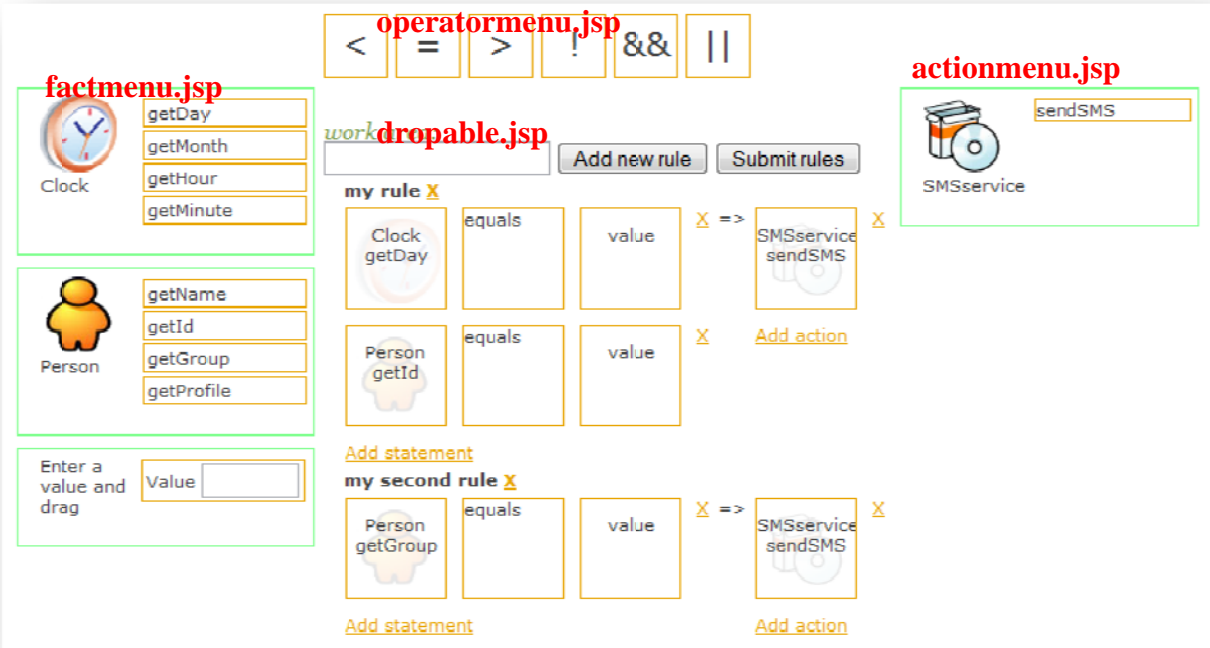 operatormenu.jsp
< = > ! && ||
factmenu.jsp
getDay
getMonth
getHour
getMinute
Clock
getName
getId
getGroup
getProfile
Person
Enter a
value and
drag
Value
work
dropable.jsp
Add new rule Submit rules
my rule X
Clock
getDay
equals
value
X =>
SMSservice
sendSMS
X
Person
getId
equals
value
X
Add action
Add statement
my second rule X
Person
getGroup
equals
value
X =>
SMSservice
sendSMS
X
Add statement
Add action
actionmenu.jsp
sendSMS
SMSservice